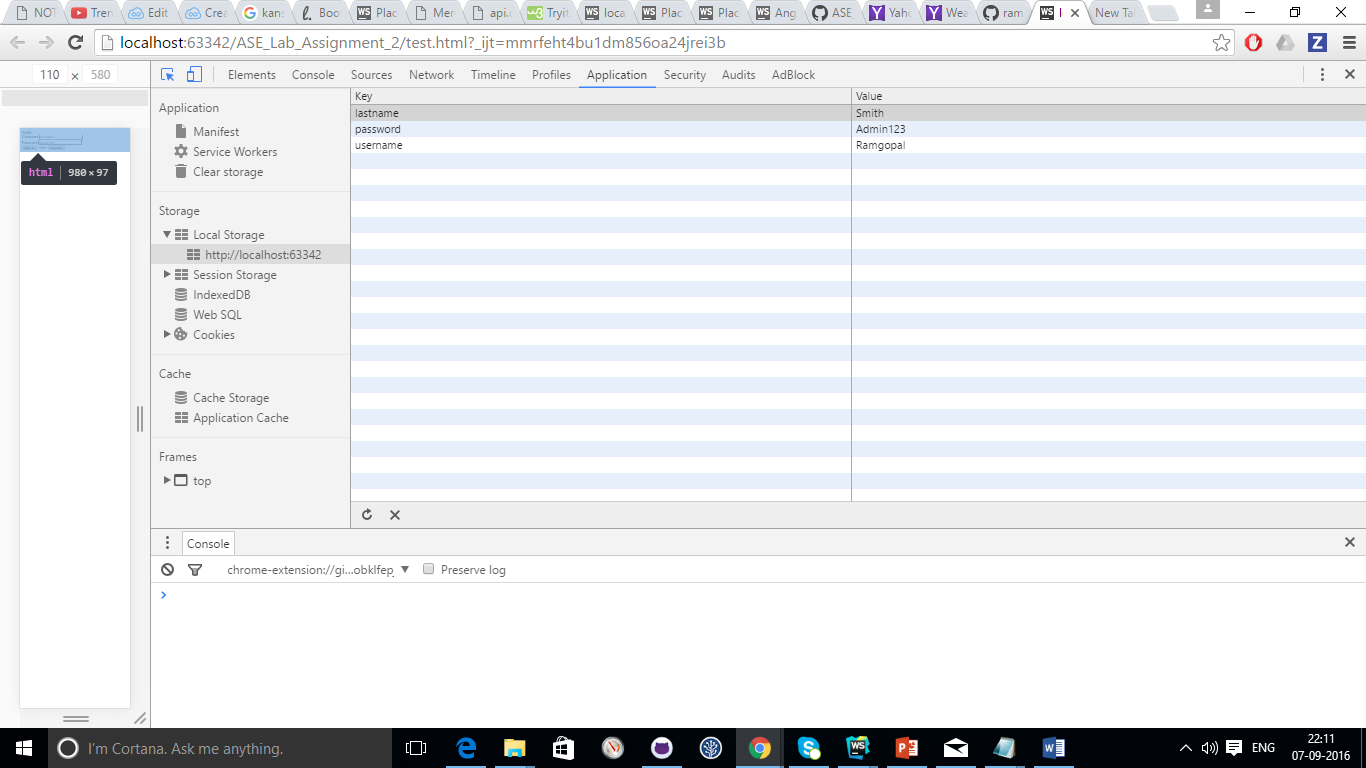 NOT Tren Edit Crea kans Boo Plac Mer api. Tryit loca Plac Plac Ang ASE Yaho Wea ram New Ta
localhost:63342/ASE_Lab_Assignment_2/test.html?_ijt=mmrfeht4bu1dm856oa24jrei3b
110 × 580
Elements Console Sources Network Timeline Profiles Application Security Audits AdBlock
Application
Manifest
Service Workers
Clear storage
Storage
Local Storage
http://localhost:63342
Session Storage
IndexedDB
Web SQL
Cookies
Cache
Cache Storage
Application Cache
Frames
top
Key Value
lastname Smith
password Admin123
username Ramgopal
html 980 × 97
Console
chrome-extension://gi...obklfep Preserve log
I'm Cortana. Ask me anything.
ENG
22:11
07-09-2016